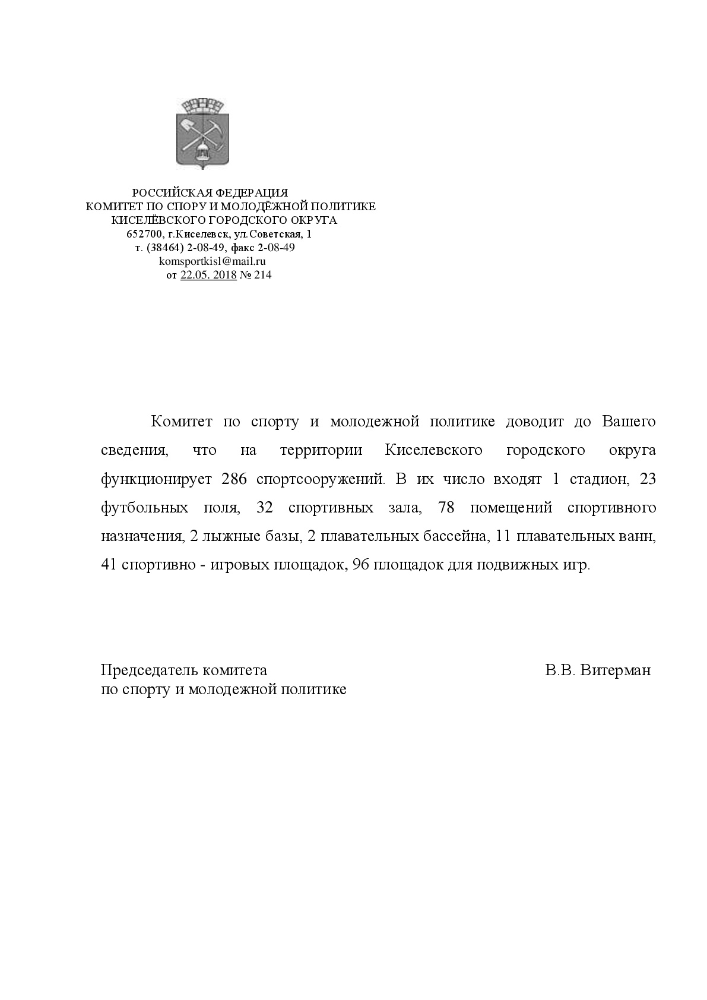 РОССИЙСКАЯ ФЕДЕРАЦИЯ
КОМИТЕТ ПО СПОРУ И МОЛОДЁЖНОЙ ПОЛИТИКЕ
КИСЕЛЁВСКОГО ГОРОДСКОГО ОКРУГА
652700, г.Киселевск, ул.Советская, 1
т. (38464) 2-08-49, факс 2-08-49
komsportkisl@mail.ru
от 22.05. 2018 № 214
Комитет по спорту и молодежной политике доводит до Вашего
сведения, что на территории Киселевского городского округа
функционирует 286 спортсооружений. В их число входят 1 стадион, 23
футбольных поля, 32 спортивных зала, 78 помещений спортивного
назначения, 2 лыжные базы, 2 плавательных бассейна, 11 плавательных ванн,
41 спортивно - игровых площадок, 96 площадок для подвижных игр.
Председатель комитета В.В. Витерман
по спорту и молодежной политике